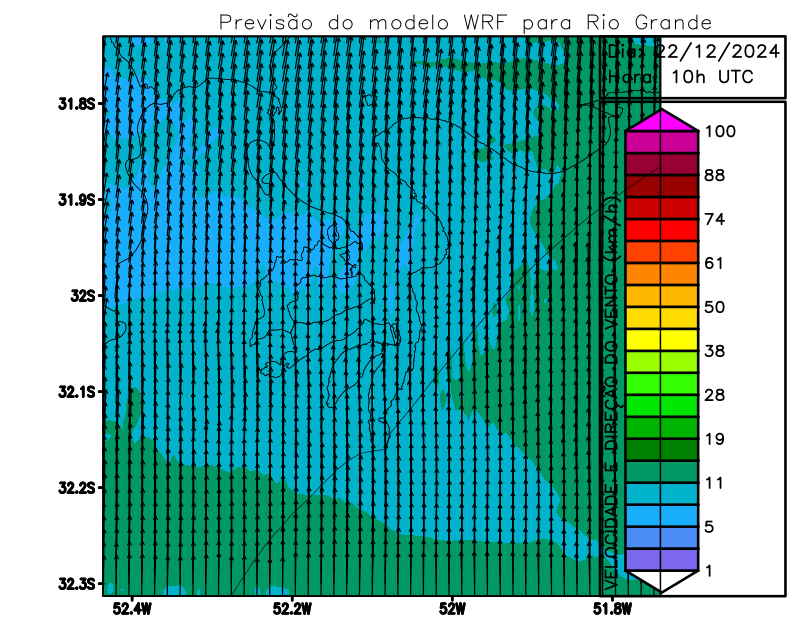 Previsão do modelo WRF para Rio Grande
Dia: 22/12/2024
Hora: 10h UTC
31.8S
31.9S
32S
32.1S
32.2S
32.3S
52.4W
52.2W
52W
51.8W
VELOCIDADE E DIREÇÃO DO VENTO (km/h)
100
88
74
61
50
38
28
19
11
5
1